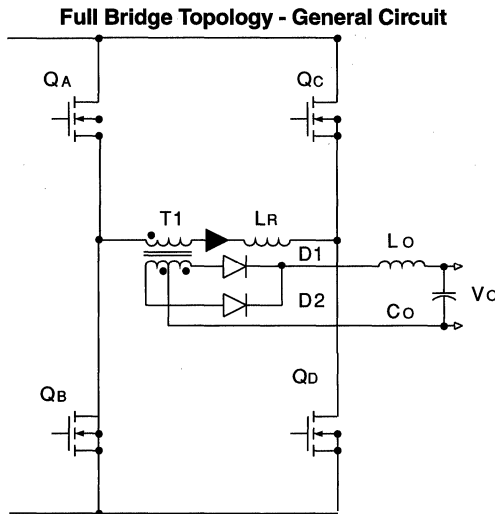 Full Bridge Topology - General Circuit
QA
QC
T1
LR
LO
D1
D2
CO
VO
QB
QD